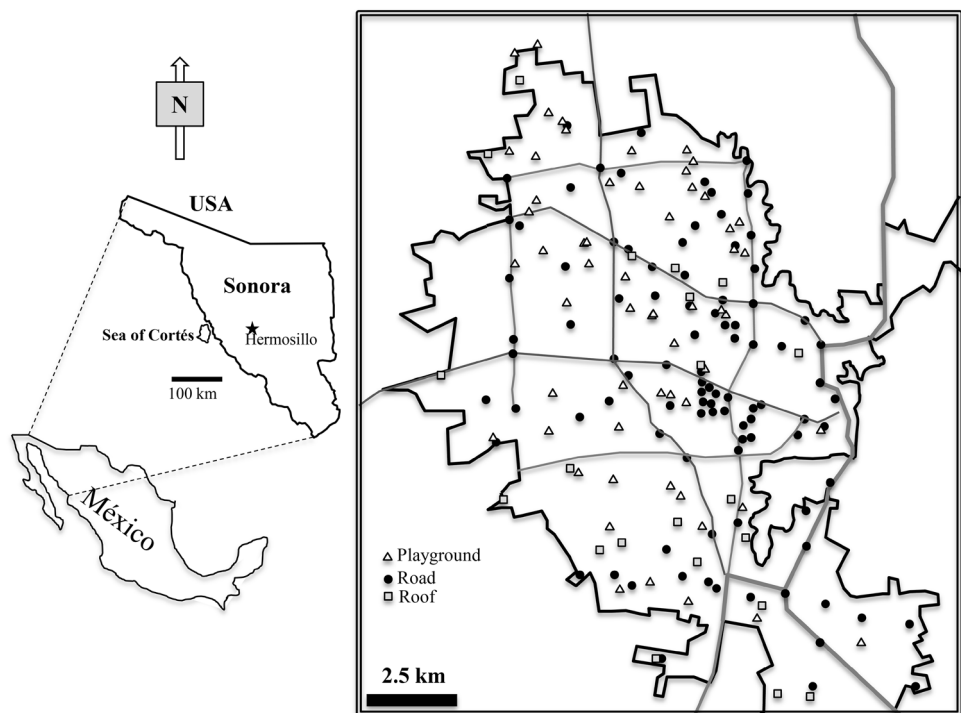 N
USA
Sonora
Sea of Cortés
Hermosillo
100 km
México
Playground
Road
Roof
2.5 km